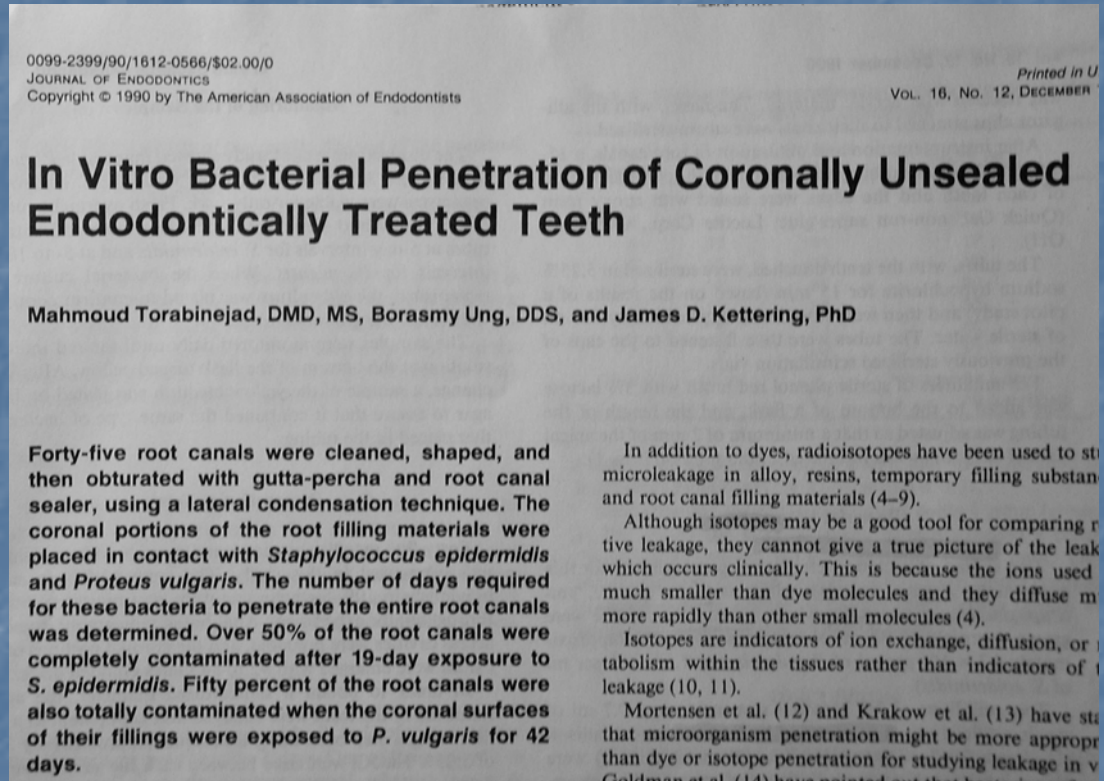 0099-2399/90/1612-0566/$02.00/0
JOURNAL OF ENDODONTICS
Copyright © 1990 by The American Association of Endodontists
Printed in U
VOL. 16, NO. 12, DECEMBER
In Vitro Bacterial Penetration of Coronally Unsealed
Endodontically Treated Teeth
Mahmoud Torabinejad, DMD, MS, Borasmy Ung, DDS, and James D. Kettering, PhD
Forty-five root canals were cleaned, shaped, and
then obturated with gutta-percha and root canal
sealer, using a lateral condensation technique. The
coronal portions of the root filling materials were
placed in contact with Staphylococcus epidermidis
and Proteus vulgaris. The number of days required
for these bacteria to penetrate the entire root canals
was determined. Over 50% of the root canals were
completely contaminated after 19-day exposure to
S. epidermidis. Fifty percent of the root canals were
also totally contaminated when the coronal surfaces
of their fillings were exposed to P. vulgaris for 42
days.
In addition to dyes, radioisotopes have been used to st
microleakage in alloy, resins, temporary filling substan
and root canal filling materials (4–9).
Although isotopes may be a good tool for comparing r
tive leakage, they cannot give a true picture of the leak
which occurs clinically. This is because the ions used
much smaller than dye molecules and they diffuse m
more rapidly than other small molecules (4).
Isotopes are indicators of ion exchange, diffusion, or
tabolism within the tissues rather than indicators of
leakage (10, 11).
Mortensen et al. (12) and Krakow et al. (13) have sta
that microorganism penetration might be more appropr
than dye or isotope penetration for studying leakage in v